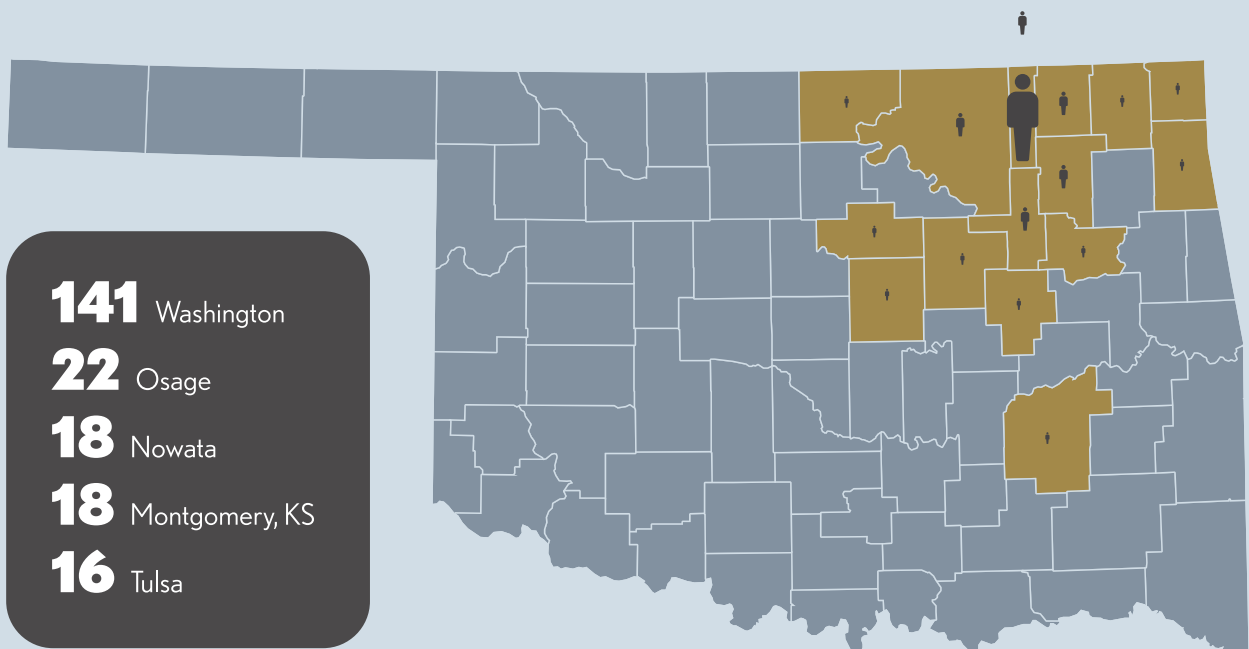 141 Washington
22 Osage
18 Nowata
18 Montgomery, KS
16 Tulsa